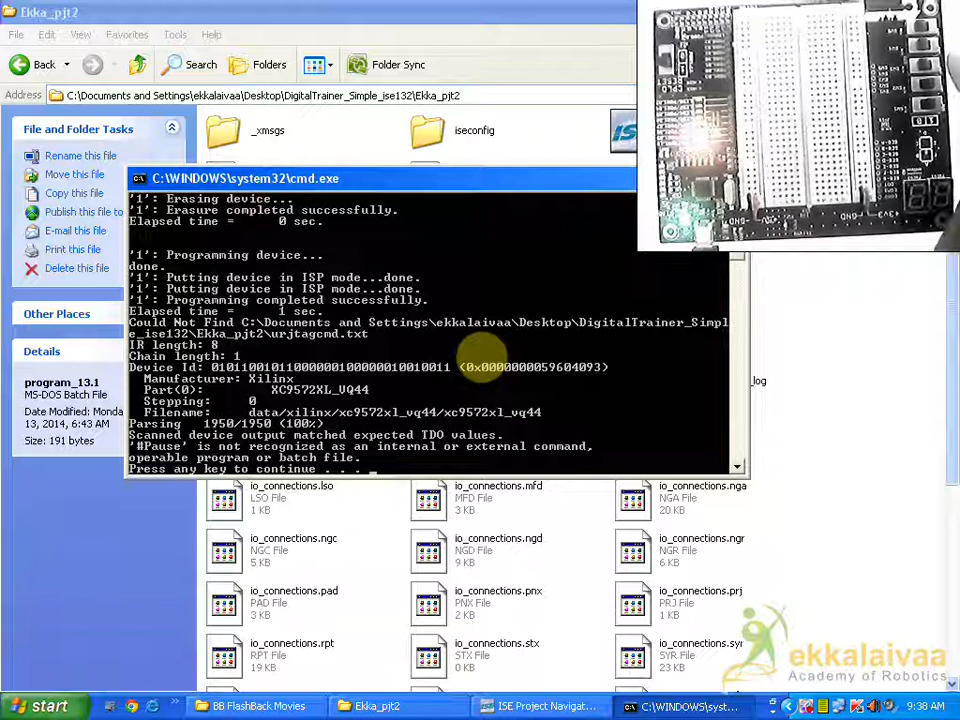 Ekka_pjt2
File Edit View Favorites Tools Help
Back Search Folders Folder Sync
Address C:\Documents and Settings\ekkalaivaa\Desktop\DigitalTrainer_Simple_ise132\Ekka_pjt2
File and Folder Tasks
Rename this file
Move this file
Copy this file
Publish this file to
E-mail this file
Print this file
Delete this file
Other Places
Details
program_13.1
MS-DOS Batch File
Date Modified: Monday,
13, 2014, 6:43 AM
Size: 191 bytes
_xmsgs
iseconfig
C:\WINDOWS\system32\cmd.exe
'1': Erasing device...
'1': Erasure completed successfully.
Elapsed time = 0 sec.
'1': Programming device...
done.
'1': Putting device in ISP mode...done.
'1': Putting device in ISP mode...done.
'1': Programming completed successfully.
Elapsed time = 1 sec.
Could Not Find C:\Documents and Settings\ekkalaivaa\Desktop\DigitalTrainer_Simpl
e_ise132\Ekka_pjt2\urjtagcmd.txt
IR length: 8
Chain length: 1
Device Id: 01011001011000000100000010010011 (0x0000000059604093)
Manufacturer: Xilinx
Part(0): XC9572XL_VQ44
Stepping: 0
Filename: data/xilinx/xc9572xl_vq44/xc9572xl_vq44
Parsing 1950/1950 (100%)
Scanned device output matched expected TDO values.
'#Pause' is not recognized as an internal or external command,
operable program or batch file.
Press any key to continue . . . _
_log
io_connections.lso
LSO File
1 KB
io_connections.mfd
MFD File
3 KB
io_connections.nga
NGA File
20 KB
io_connections.ngc
NGC File
5 KB
io_connections.ngd
NGD File
9 KB
io_connections.ngr
NGR File
6 KB
io_connections.pad
PAD File
3 KB
io_connections.pnx
PNX File
2 KB
io_connections.prj
PRJ File
1 KB
io_connections.rpt
RPT File
19 KB
io_connections.stx
STX File
0 KB
io_connections.syr
SYR File
23 KB
ekkalaivaa
Academy of Robotics
start
BB FlashBack Movies
Ekka_pjt2
ISE Project Navigat...
C:\WINDOWS\syst...
9:38 AM